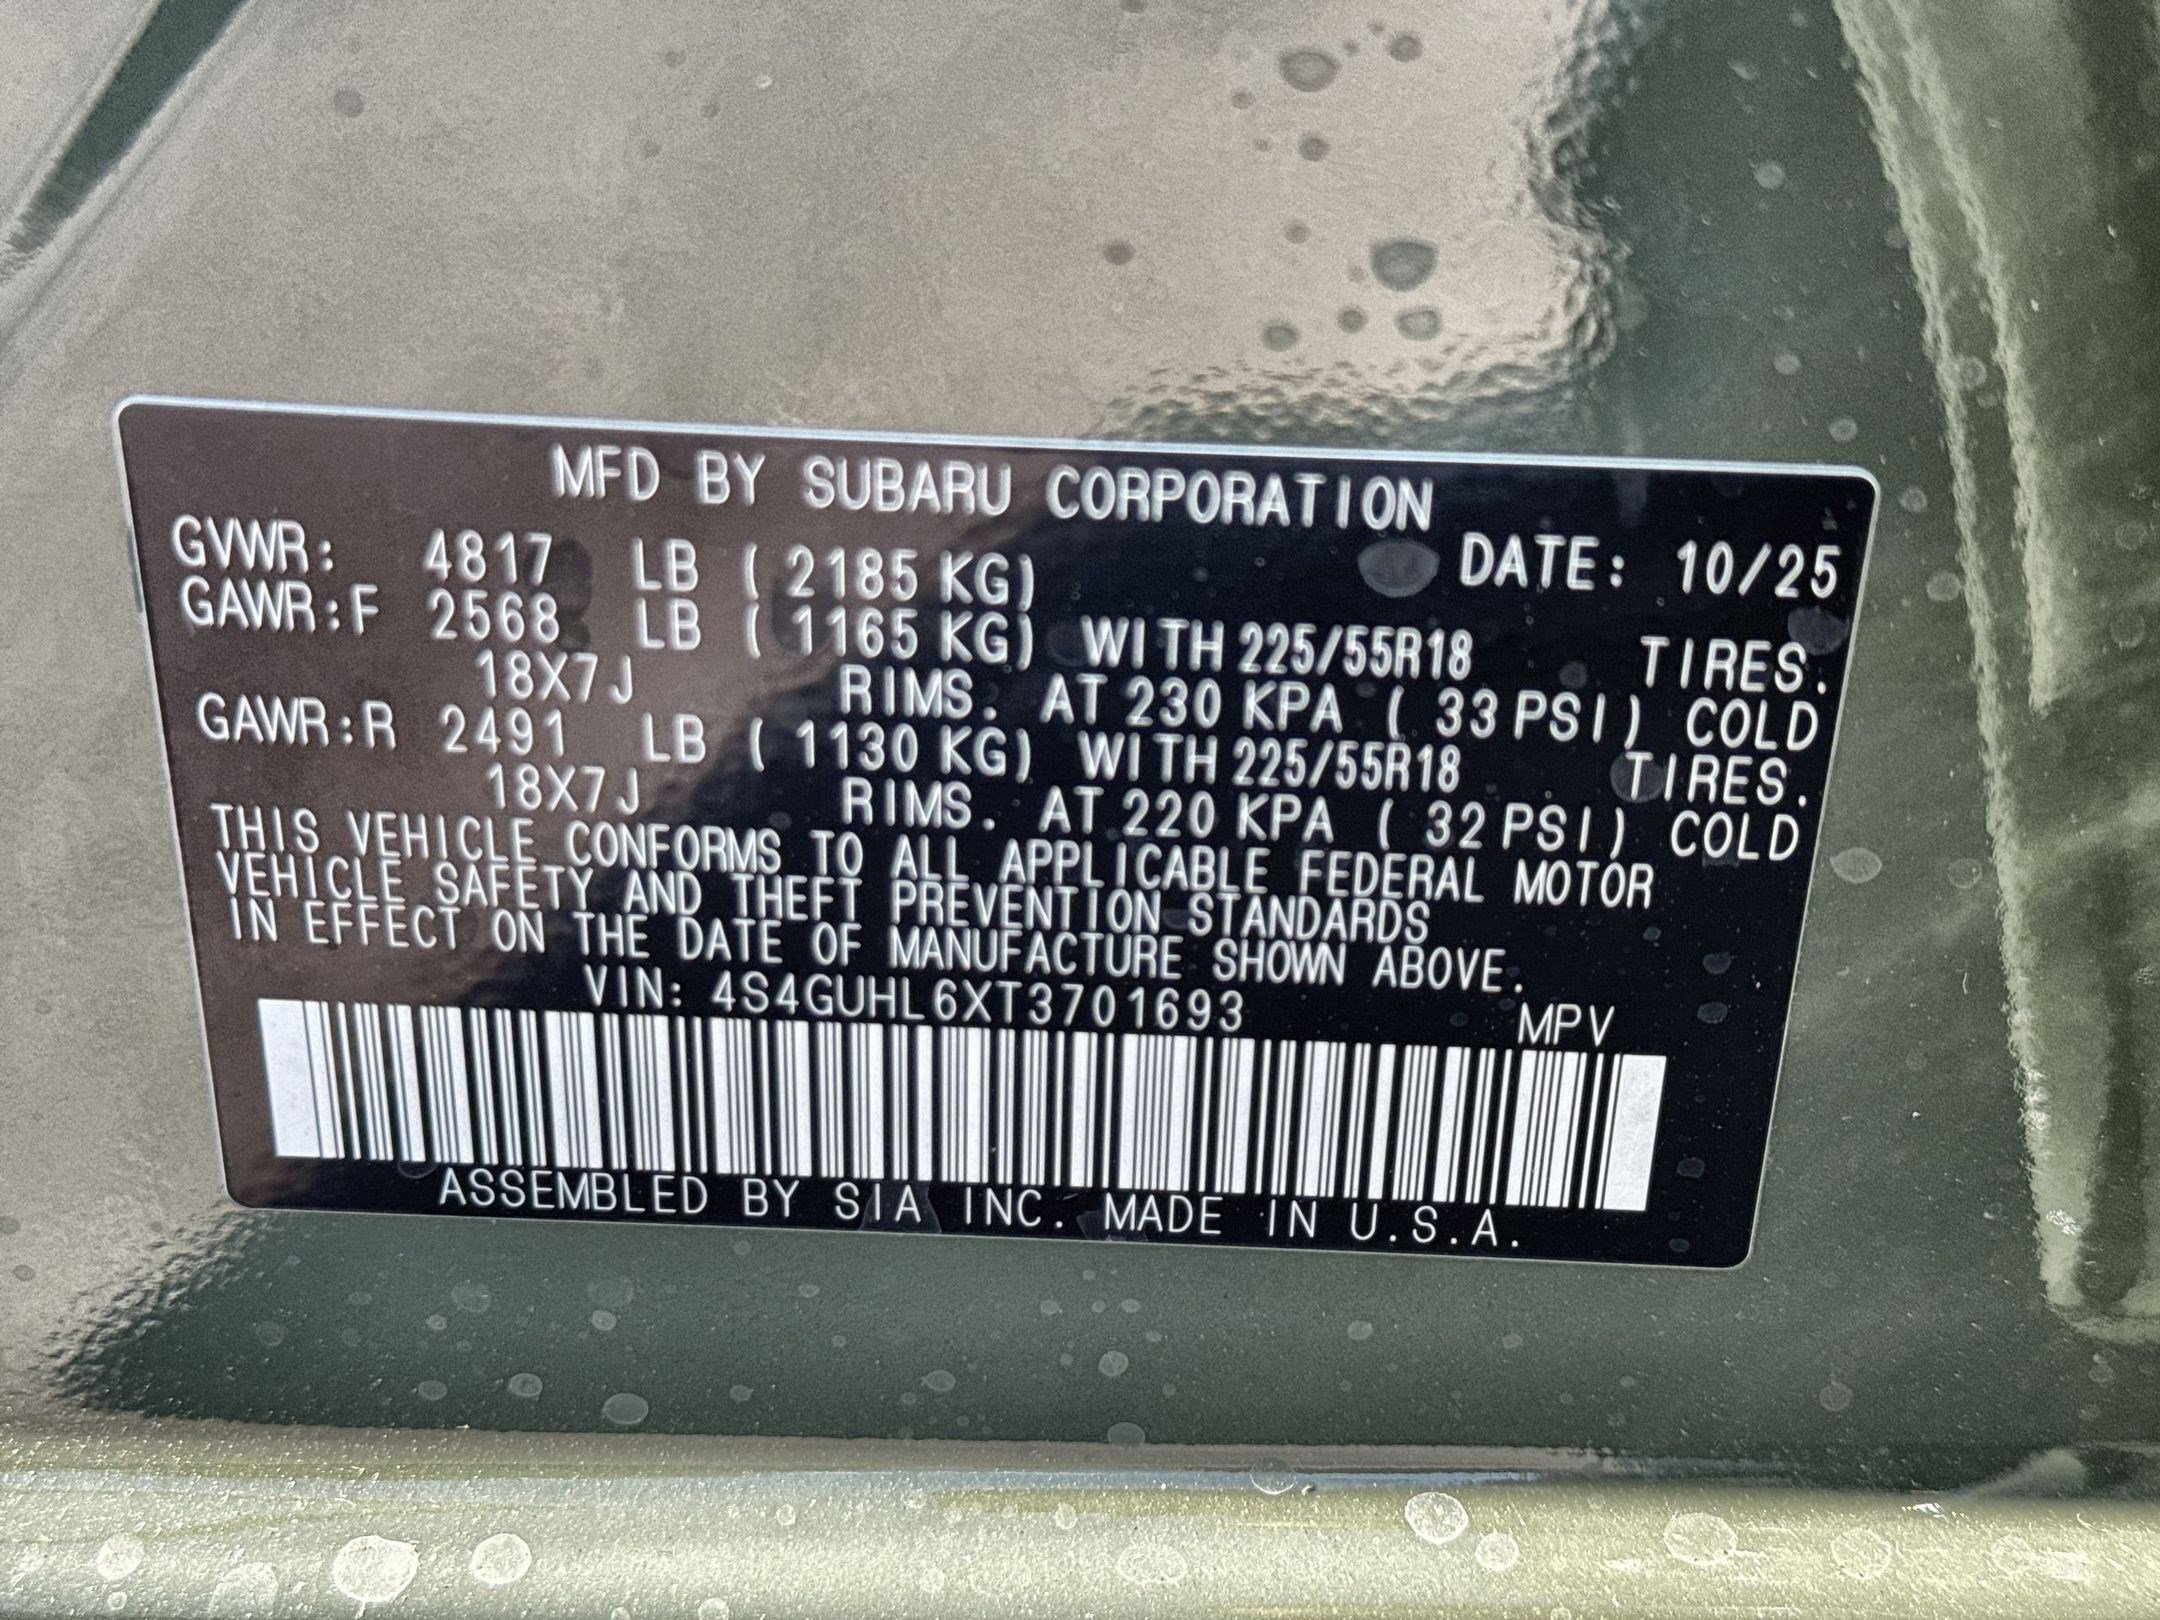 MFD BY SUBARU CORPORATION
GVWR: 4817 LB ( 2185 KG) DATE: 10/25
GAWR:F 2568 LB ( 1165 KG) WITH 225/55R18 TIRES.
18X7J RIMS. AT 230 KPA ( 33 PSI) COLD
GAWR:R 2491 LB ( 1130 KG) WITH 225/55R18 TIRES.
18X7J RIMS. AT 220 KPA ( 32 PSI) COLD
THIS VEHICLE CONFORMS TO ALL APPLICABLE FEDERAL MOTOR
VEHICLE SAFETY AND THEFT PREVENTION STANDARDS
IN EFFECT ON THE DATE OF MANUFACTURE SHOWN ABOVE.
VIN: 4S4GUHL6XT3701693 MPV
ASSEMBLED BY SIA INC. MADE IN U.S.A.